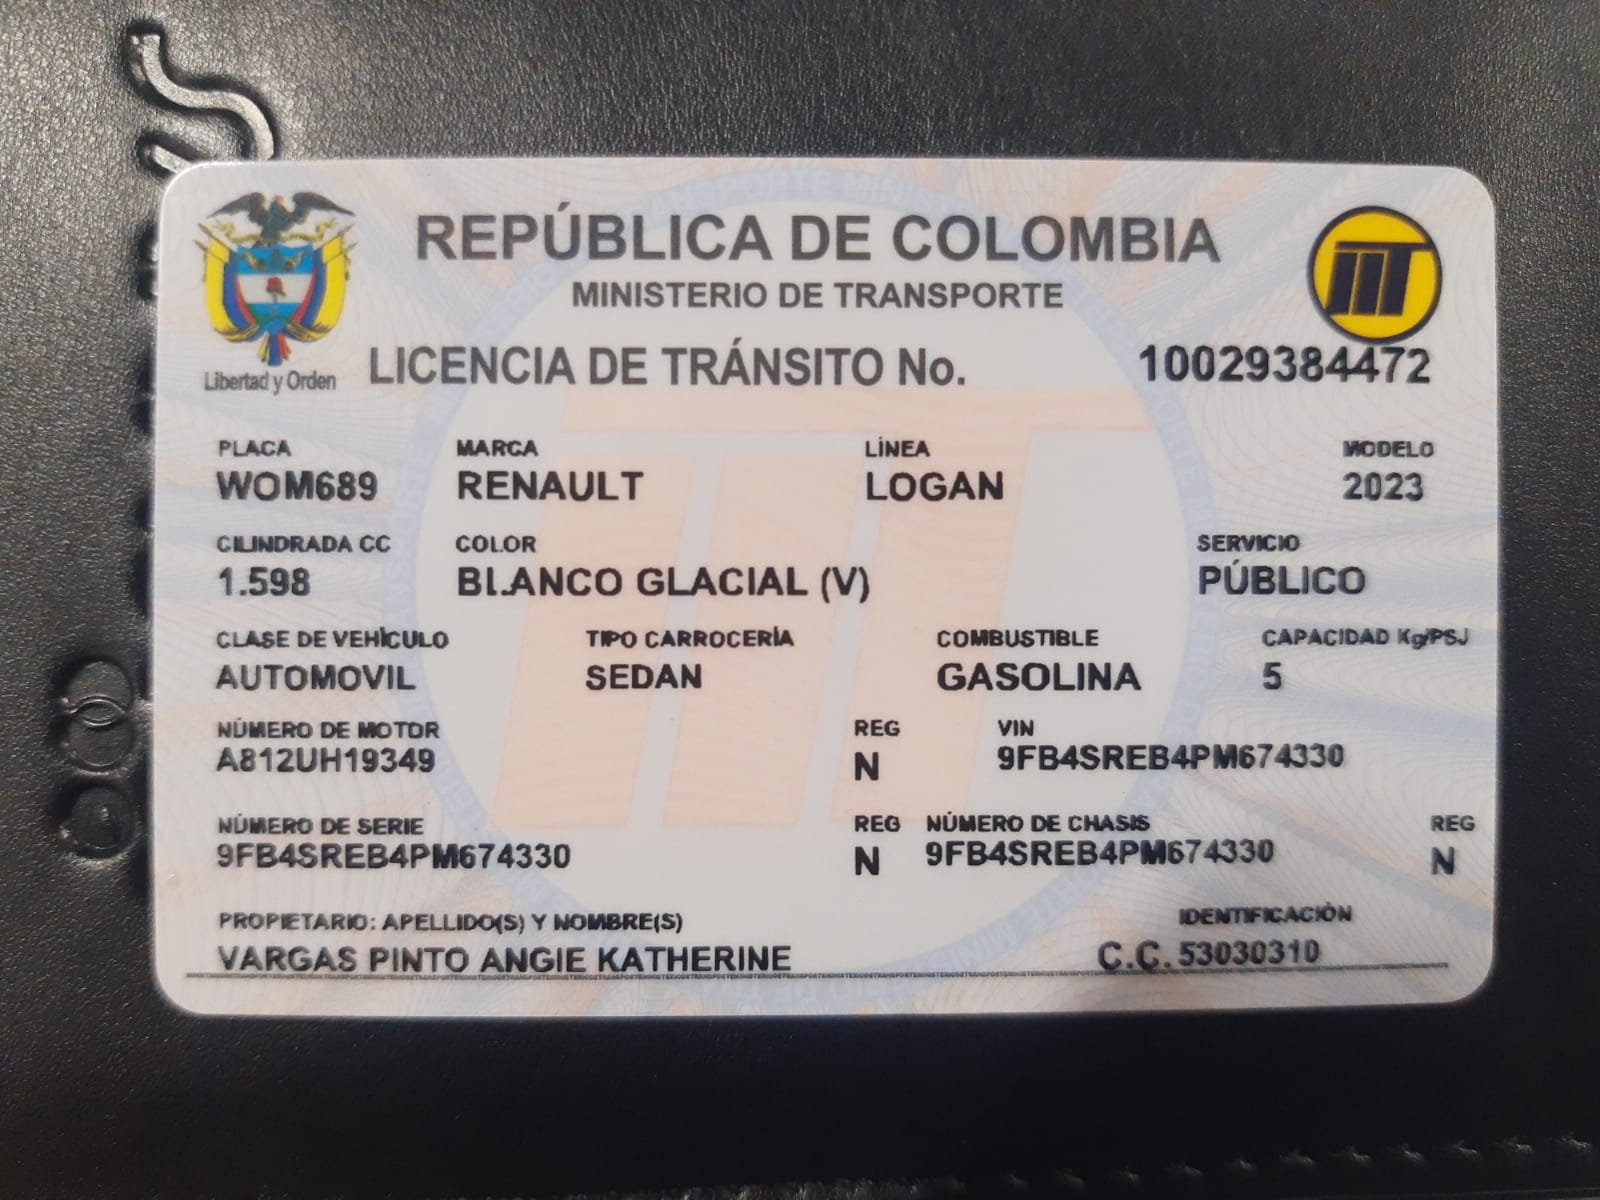 REPÚBLICA DE COLOMBIA
MINISTERIO DE TRANSPORTE
Libertad y Orden
LICENCIA DE TRÁNSITO No. 10029384472
PLACA MARCA LÍNEA MODELO
WOM689 RENAULT LOGAN 2023
CILINDRADA CC COLOR SERVICIO
1.598 BLANCO GLACIAL (V) PÚBLICO
CLASE DE VEHÍCULO TIPO CARROCERÍA COMBUSTIBLE CAPACIDAD Kg/PSJ
AUTOMOVIL SEDAN GASOLINA 5
NÚMERO DE MOTOR REG VIN
A812UH19349 N 9FB4SREB4PM674330
NÚMERO DE SERIE REG NÚMERO DE CHASIS REG
9FB4SREB4PM674330 N 9FB4SREB4PM674330 N
PROPIETARIO: APELLIDO(S) Y NOMBRE(S) IDENTIFICACIÓN
VARGAS PINTO ANGIE KATHERINE C.C. 53030310